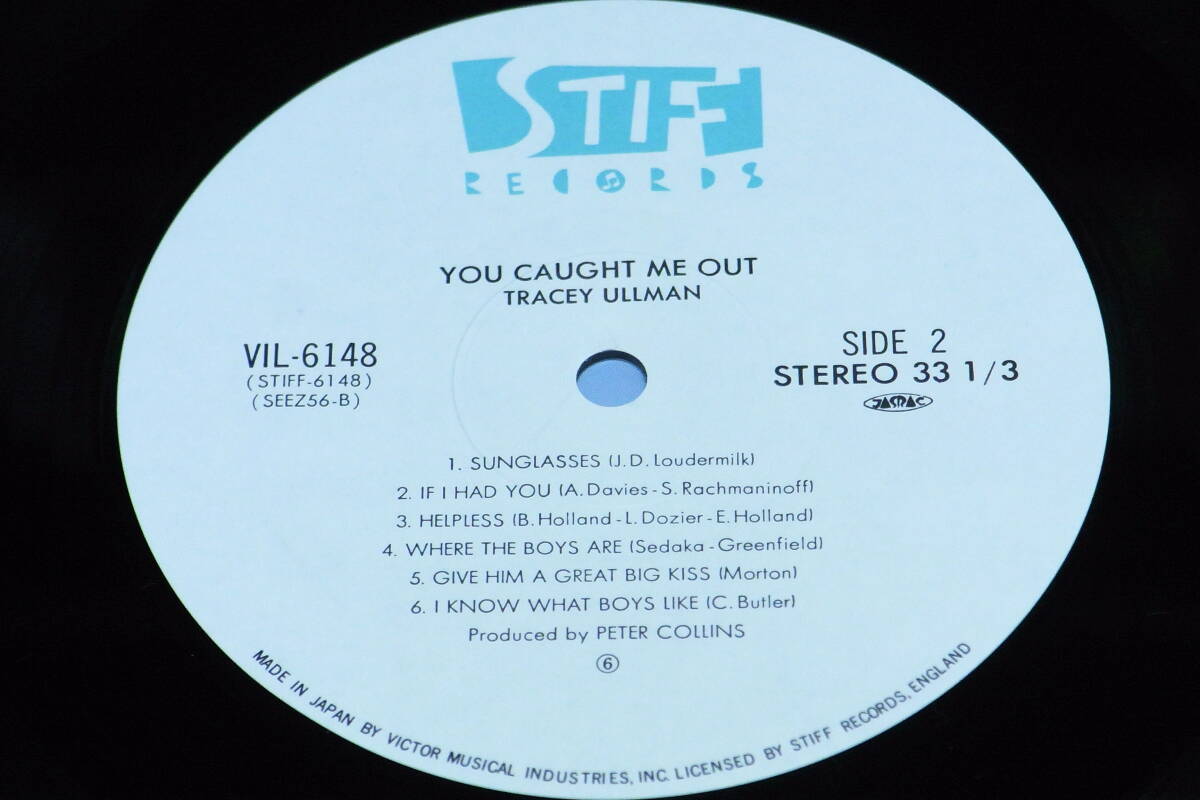 STIFF
RECORDS
YOU CAUGHT ME OUT
TRACEY ULLMAN
VIL-6148
(STIFF-6148)
(SEEZ56-B)
SIDE 2
STEREO 33 1/3
JASRAC
1. SUNGLASSES (J.D. Loudermilk)
2. IF I HAD YOU (A. Davies - S. Rachmaninoff)
3. HELPLESS (B. Holland - L. Dozier - E. Holland)
4. WHERE THE BOYS ARE (Sedaka - Greenfield)
5. GIVE HIM A GREAT BIG KISS (Morton)
6. I KNOW WHAT BOYS LIKE (C. Butler)
Produced by PETER COLLINS
⑥
MADE IN JAPAN BY VICTOR MUSICAL INDUSTRIES, INC. LICENSED BY STIFF RECORDS, ENGLAND